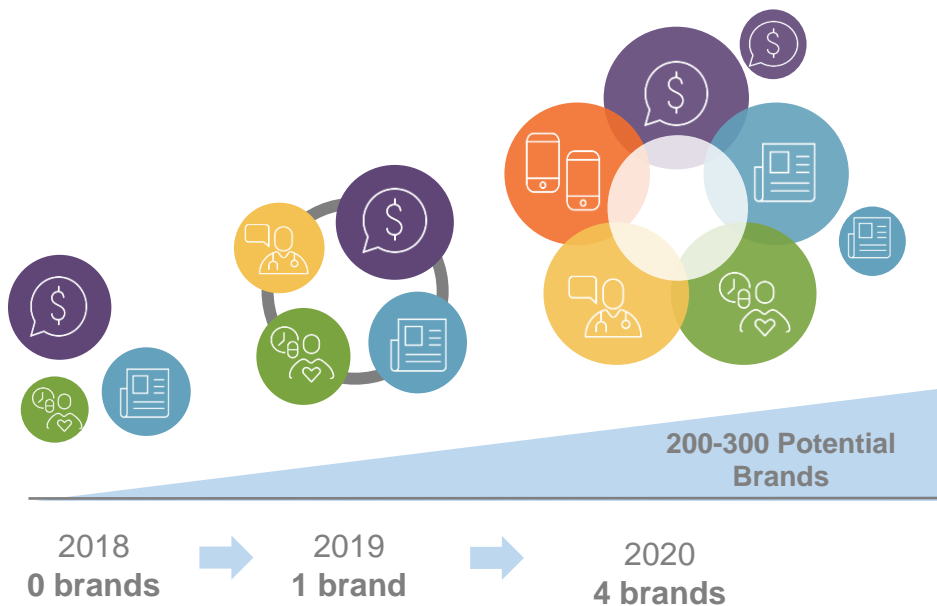 $
$
$
$
200-300 Potential
Brands
2018
0 brands
2019
1 brand
2020
4 brands